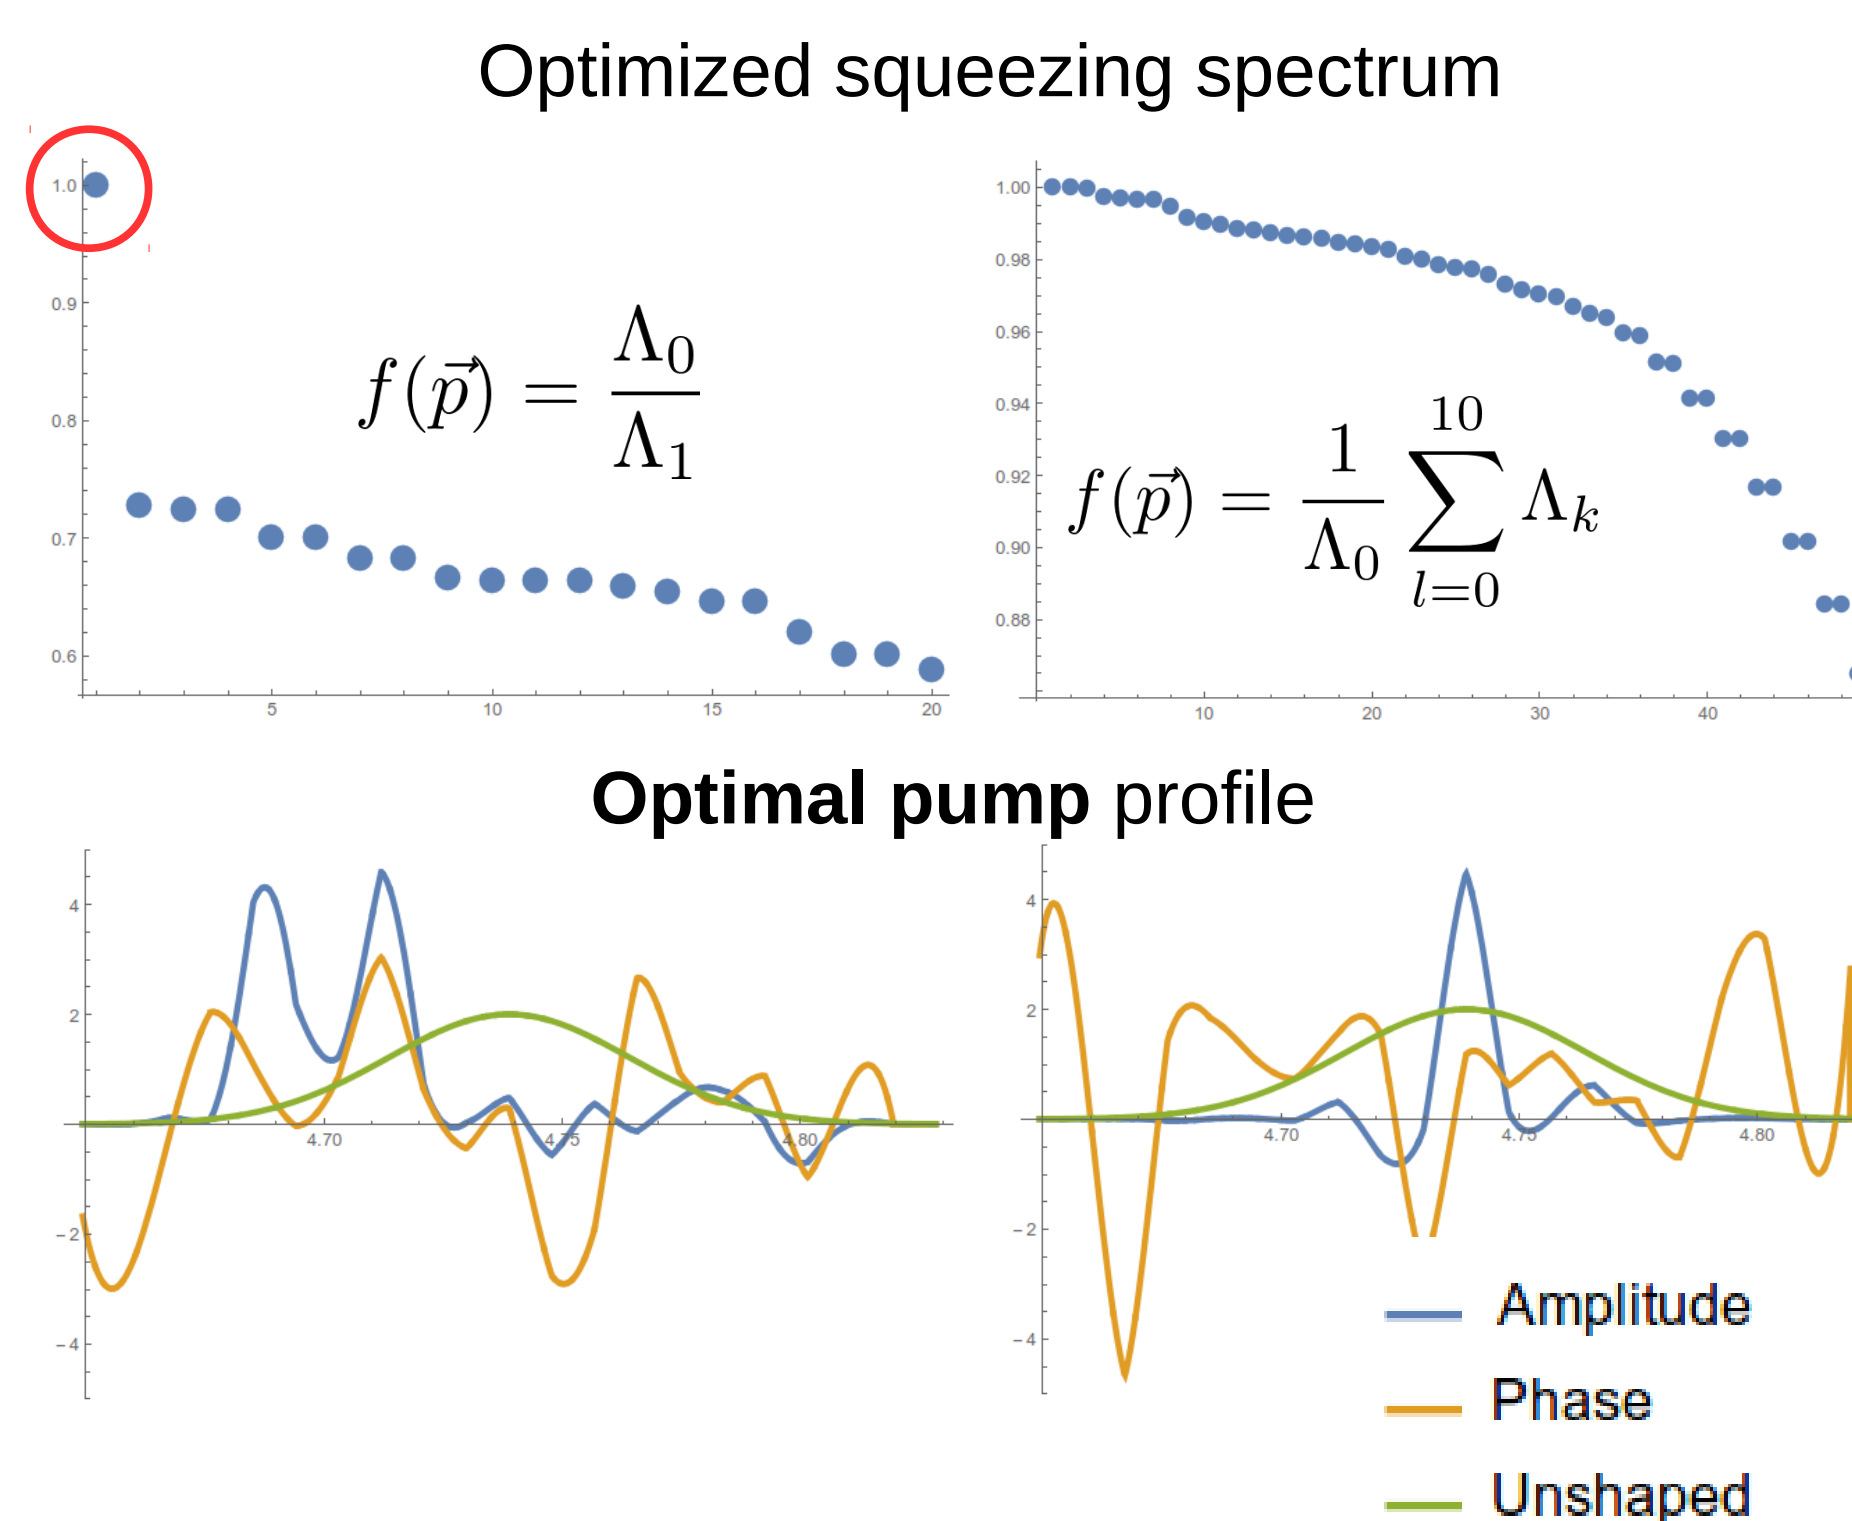 Optimized squeezing spectrum
1.0
0.9
0.8
0.7
0.6
5 10 15 20
f(p⃗) = Λ₀/Λ₁
1.00
0.98
0.96
0.94
0.92
0.90
0.88
10 20 30 40
f(p⃗) = 1/Λ₀ ∑_{l=0}^{10} Λ_k
Optimal pump profile
4
2
−2
−4
4.70 4.75 4.80
4
2
−2
−4
4.70 4.75 4.80
Amplitude
Phase
Unshaped